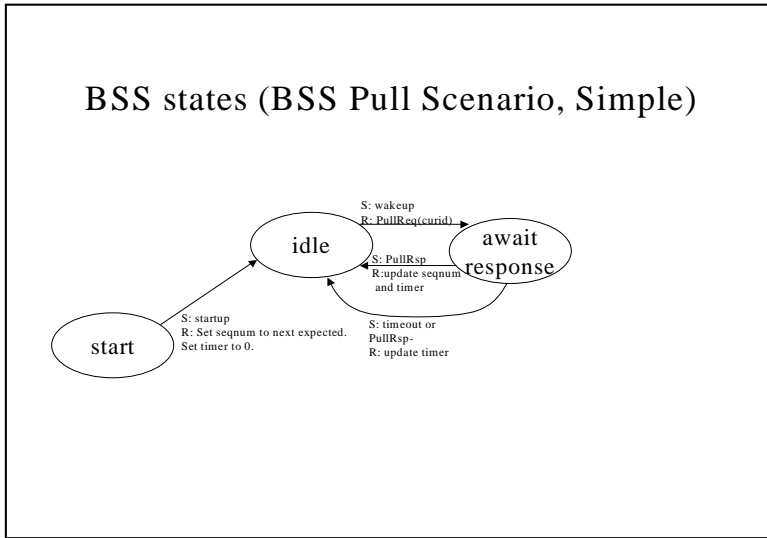 BSS states (BSS Pull Scenario, Simple)
S: wakeup
R: PullReq(curid)
idle
await
response
S: PullRsp
R:update seqnum
and timer
S: startup
R: Set seqnum to next expected.
Set timer to 0.
start
S: timeout or
PullRsp-
R: update timer